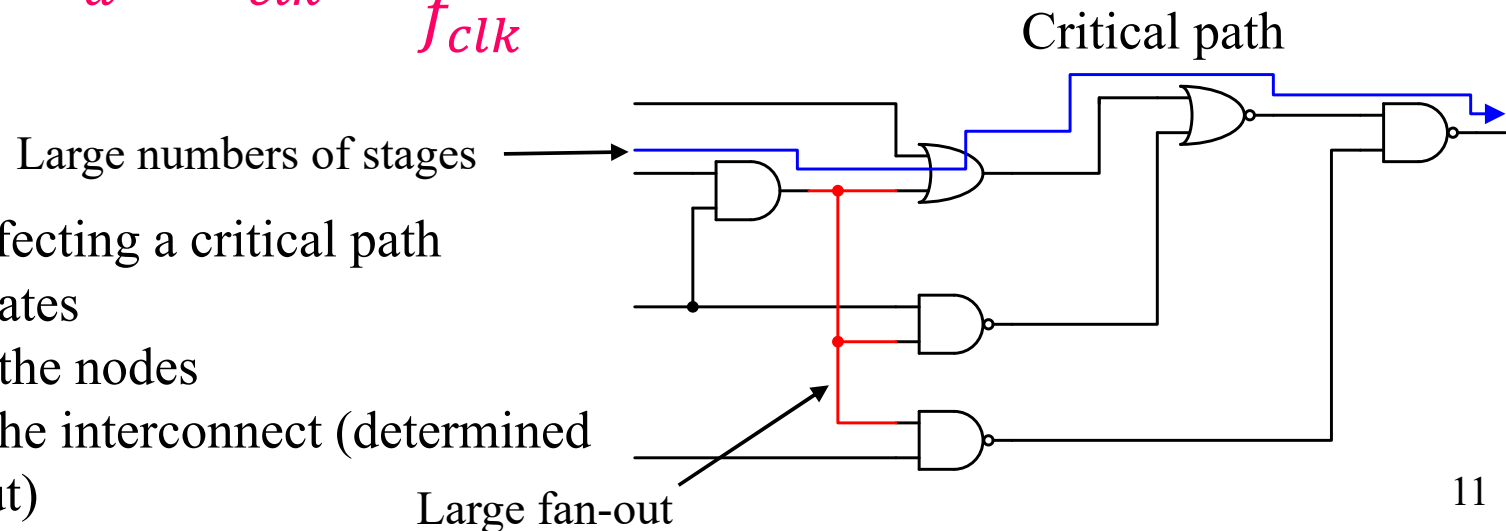 f_clk
Critical path
Large numbers of stages
fecting a critical path
ates
the nodes
he interconnect (determined
ut)
Large fan-out
11